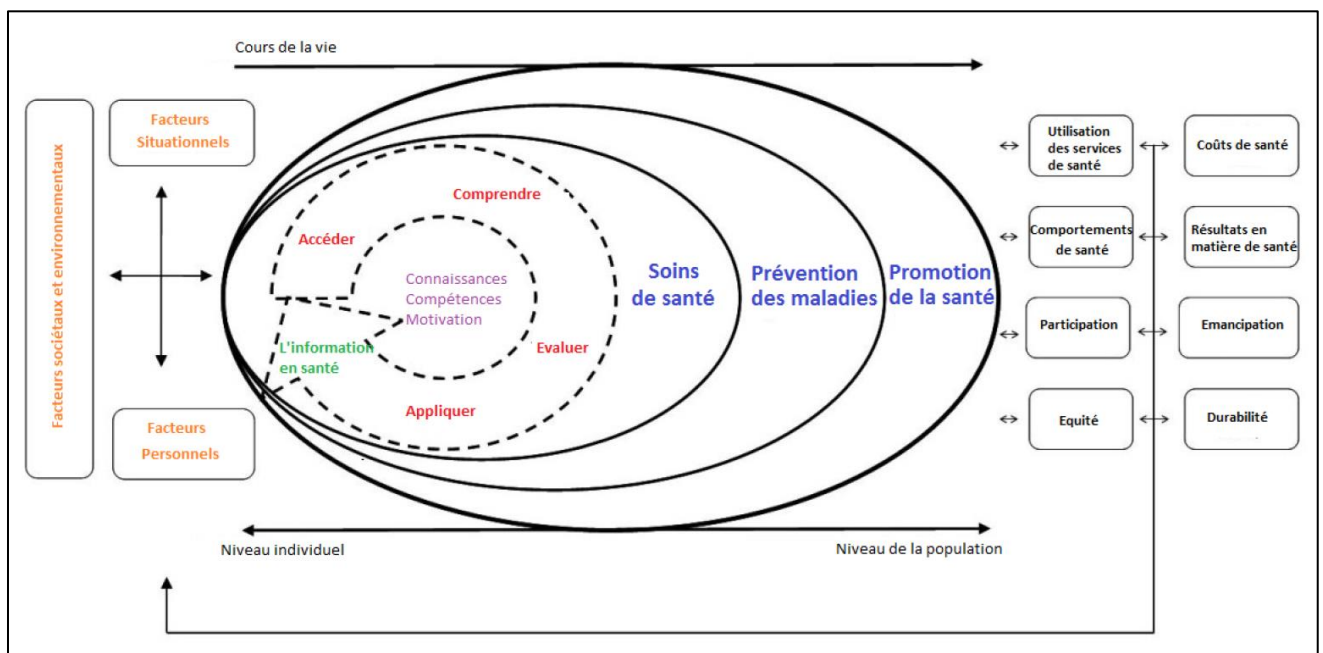 Cours de la vie
Facteurs sociétaux et environnementaux
Facteurs
Situationnels
Facteurs
Personnels
Comprendre
Accéder
Connaissances
Compétences
Motivation
L'information
en santé
Evaluer
Appliquer
Soins
de santé
Prévention
des maladies
Promotion
de la santé
Utilisation
des services
de santé
Coûts de santé
Comportements
de santé
Résultats en
matière de santé
Participation
Emancipation
Equité
Durabilité
Niveau individuel
Niveau de la population